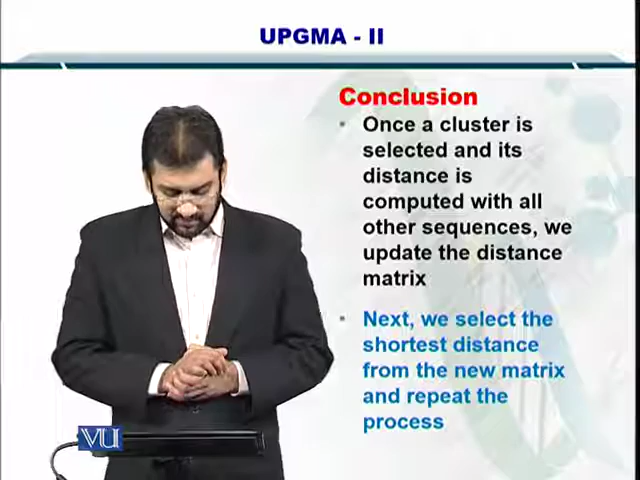 UPGMA - II
Conclusion
• Once a cluster is
selected and its
distance is
computed with all
other sequences, we
update the distance
matrix
• Next, we select the
shortest distance
from the new matrix
and repeat the
process
VU